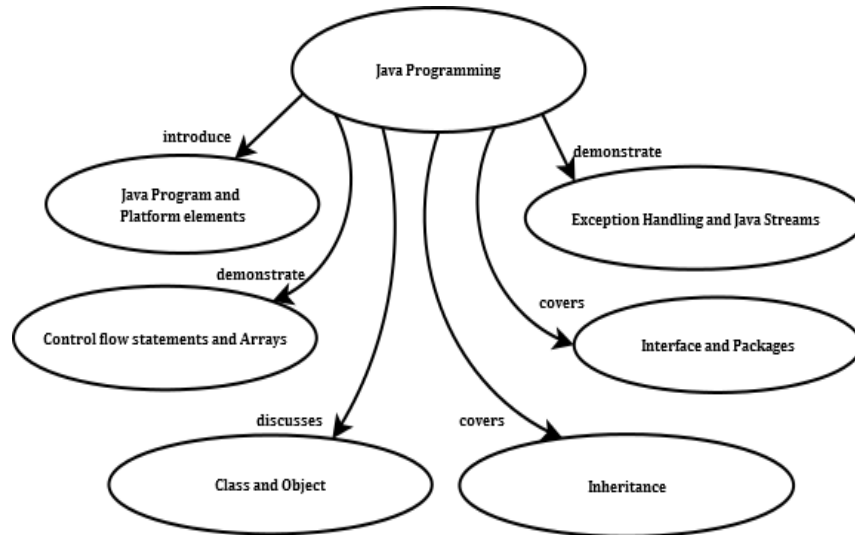 Java Programming
introduce
demonstrate
Java Program and
Platform elements
Exception Handling and Java Streams
demonstrate
covers
Control flow statements and Arrays
Interface and Packages
discusses
covers
Class and Object
Inheritance